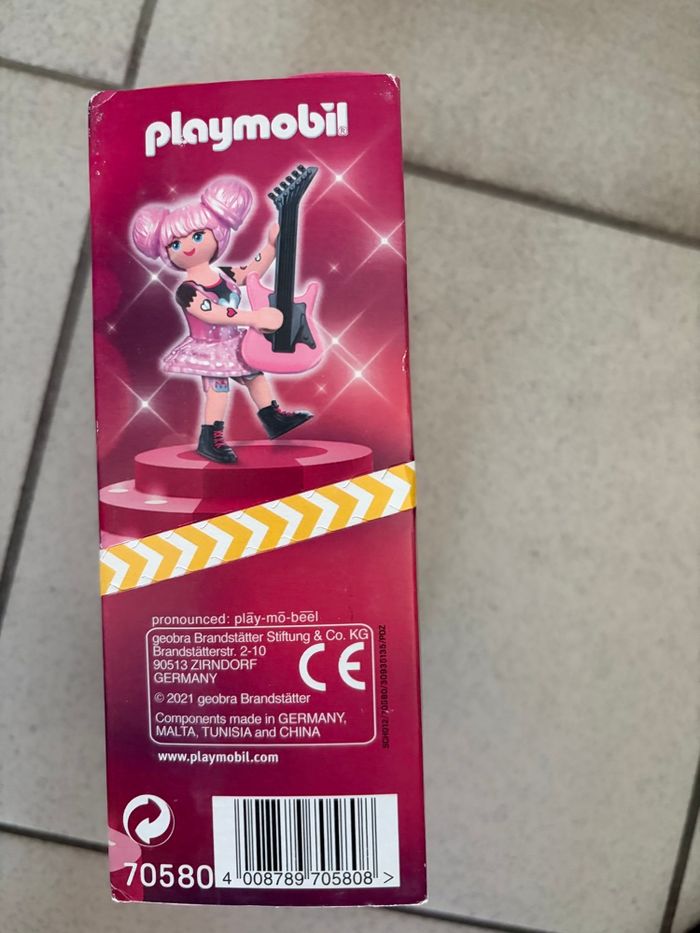 playmobil®
pronounced: plāy-mō-bēēl
geobra Brandstätter Stiftung & Co. KG
Brandstätterstr. 2-10
90513 ZIRNDORF
GERMANY
CE
© 2021 geobra Brandstätter
Components made in GERMANY,
MALTA, TUNISIA and CHINA
www.playmobil.com
70580
4 008789 705808 >